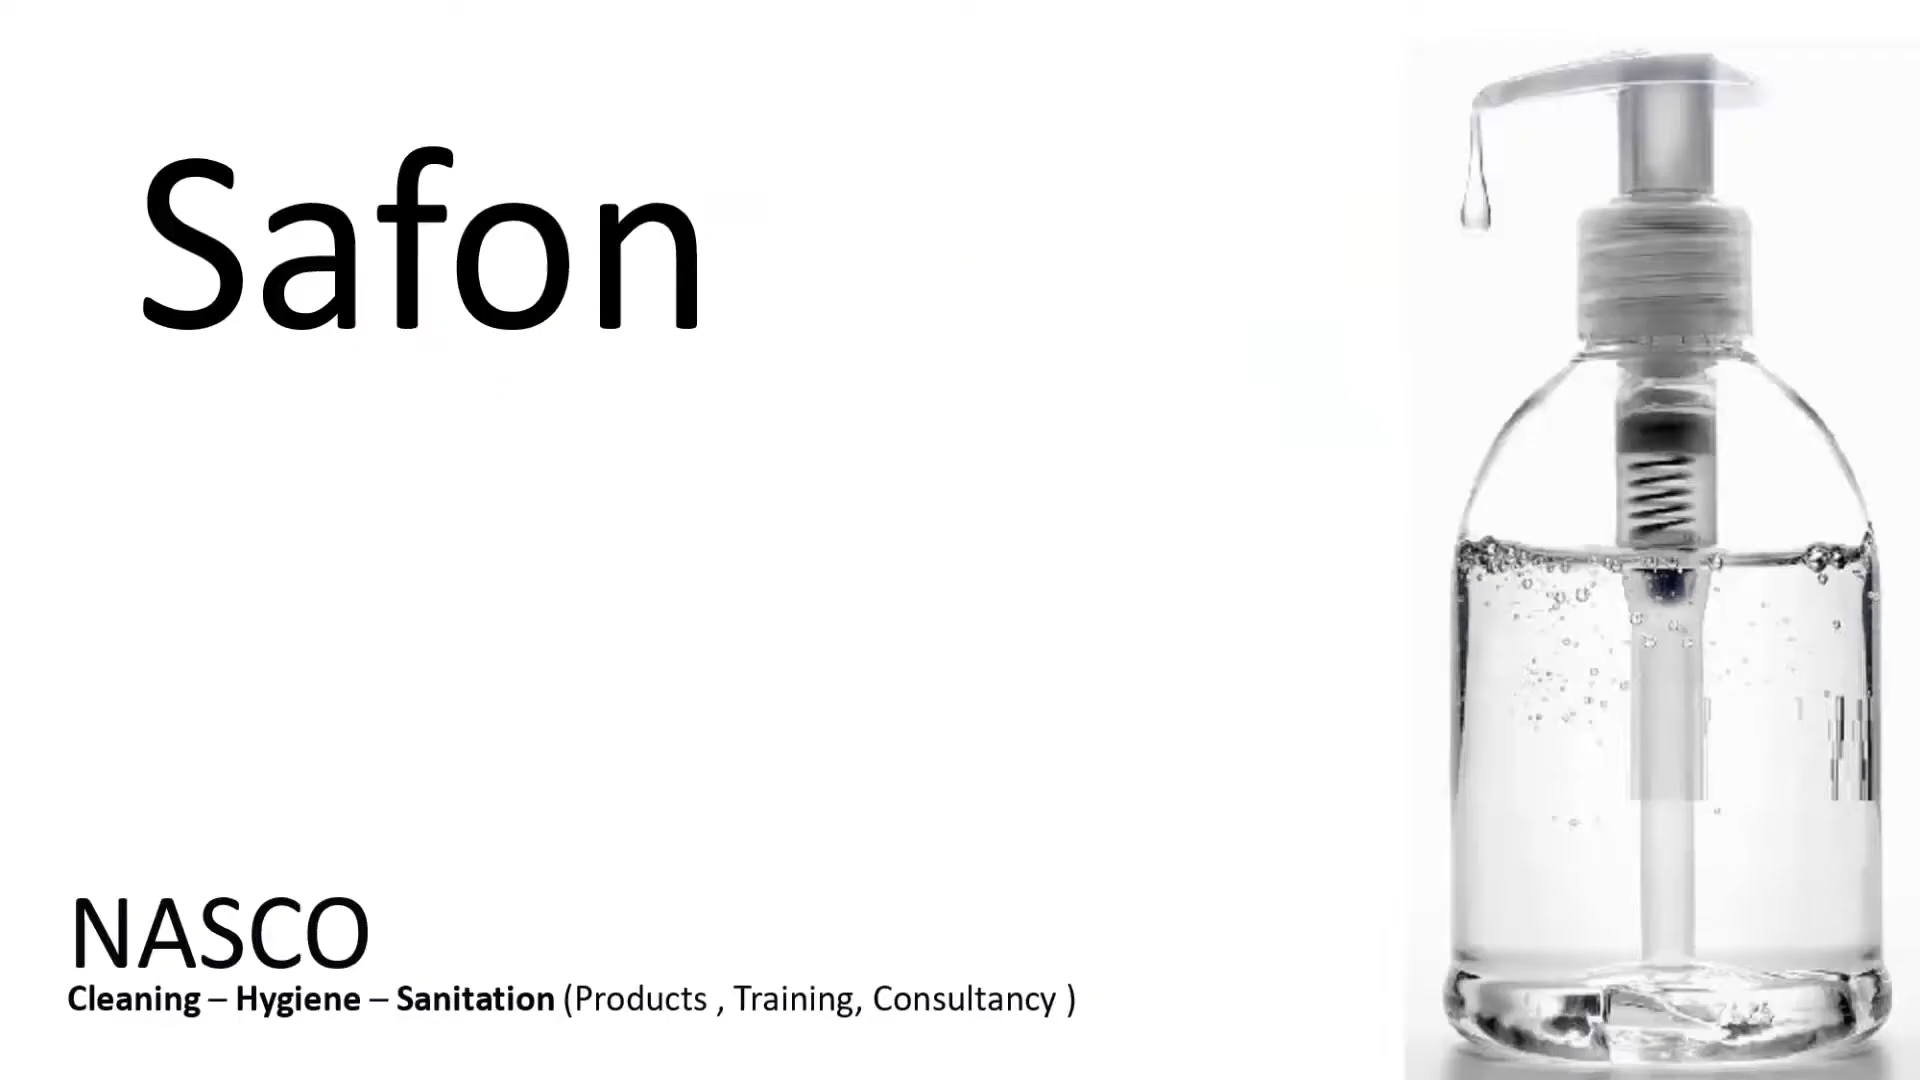 Safon
NASCO
Cleaning – Hygiene – Sanitation (Products , Training, Consultancy )